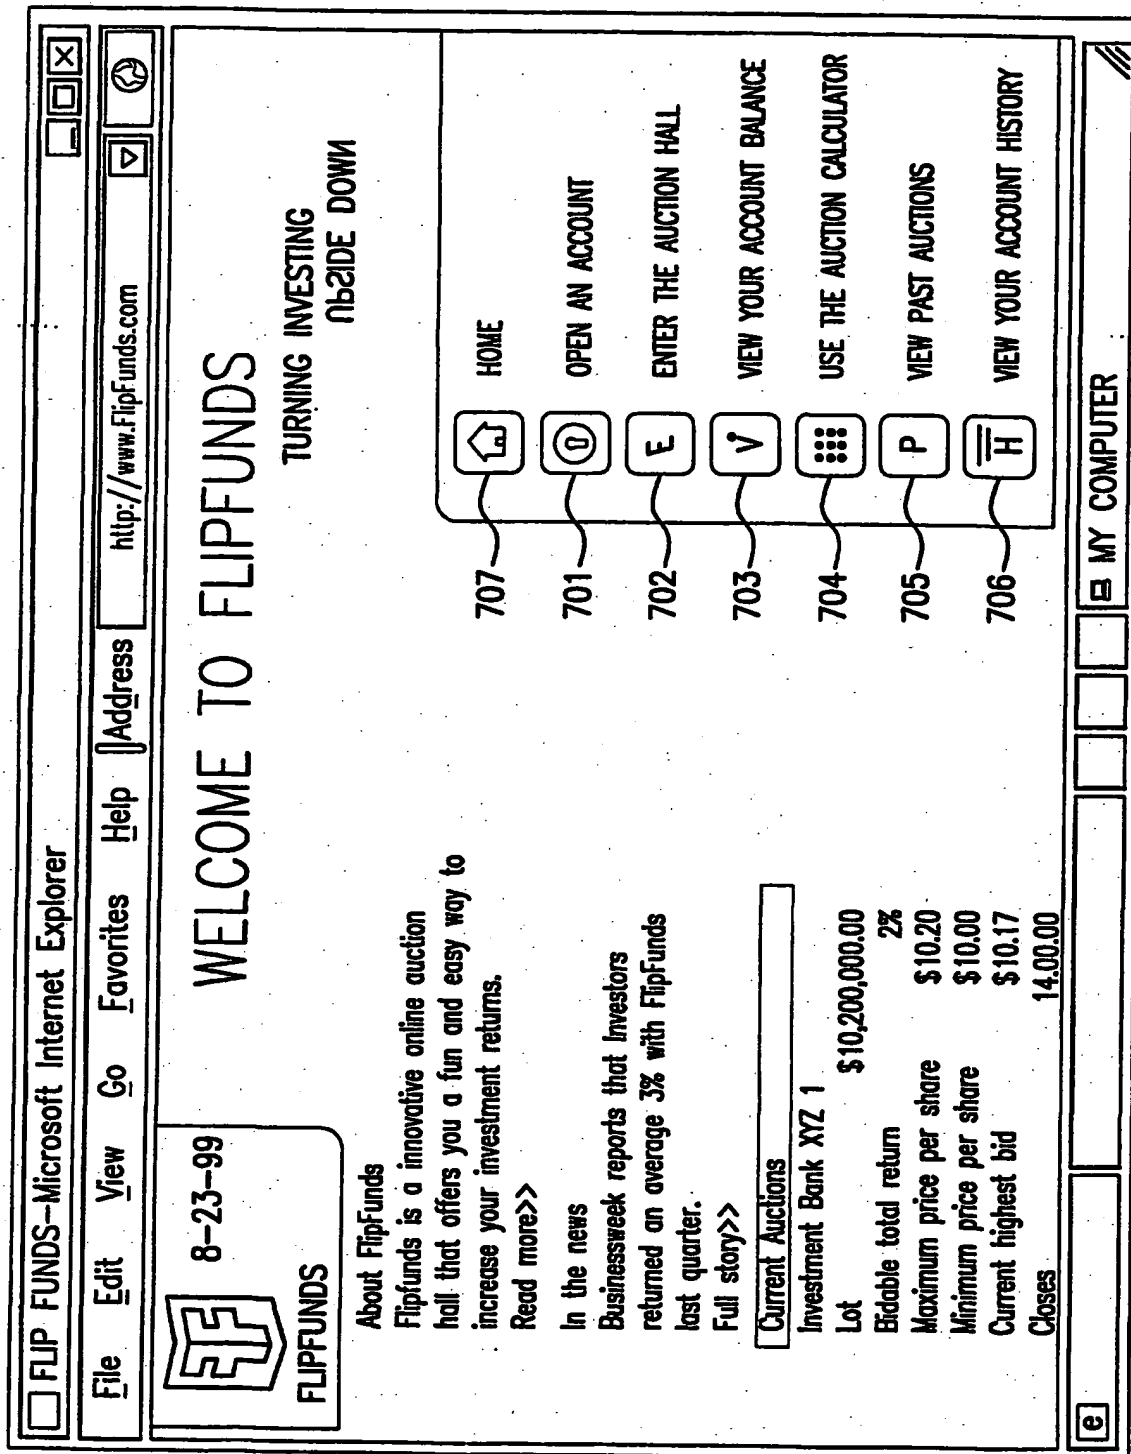 FLIP FUNDS—Microsoft Internet Explorer
File Edit View Go Favorites Help Address http://www.FlipFunds.com
8-23-99
FLIPFUNDS
WELCOME TO FLIPFUNDS
TURNING INVESTING
UPSIDE DOWN
About FlipFunds
Flipfunds is a innovative online auction
hall that offers you a fun and easy way to
increase your investment returns.
Read more>>
In the news
Businessweek reports that Investors
returned an average 3% with FlipFunds
last quarter.
Full story>>
Current Auctions
Investment Bank XYZ 1
Lot $10,200,000.00
Bidable total return 2%
Maximum price per share $10.20
Minimum price per share $10.00
Current highest bid $10.17
Closes 14.00.00
707 HOME
701 OPEN AN ACCOUNT
702 E ENTER THE AUCTION HALL
703 V VIEW YOUR ACCOUNT BALANCE
704 USE THE AUCTION CALCULATOR
705 P VIEW PAST AUCTIONS
706 H VIEW YOUR ACCOUNT HISTORY
e MY COMPUTER